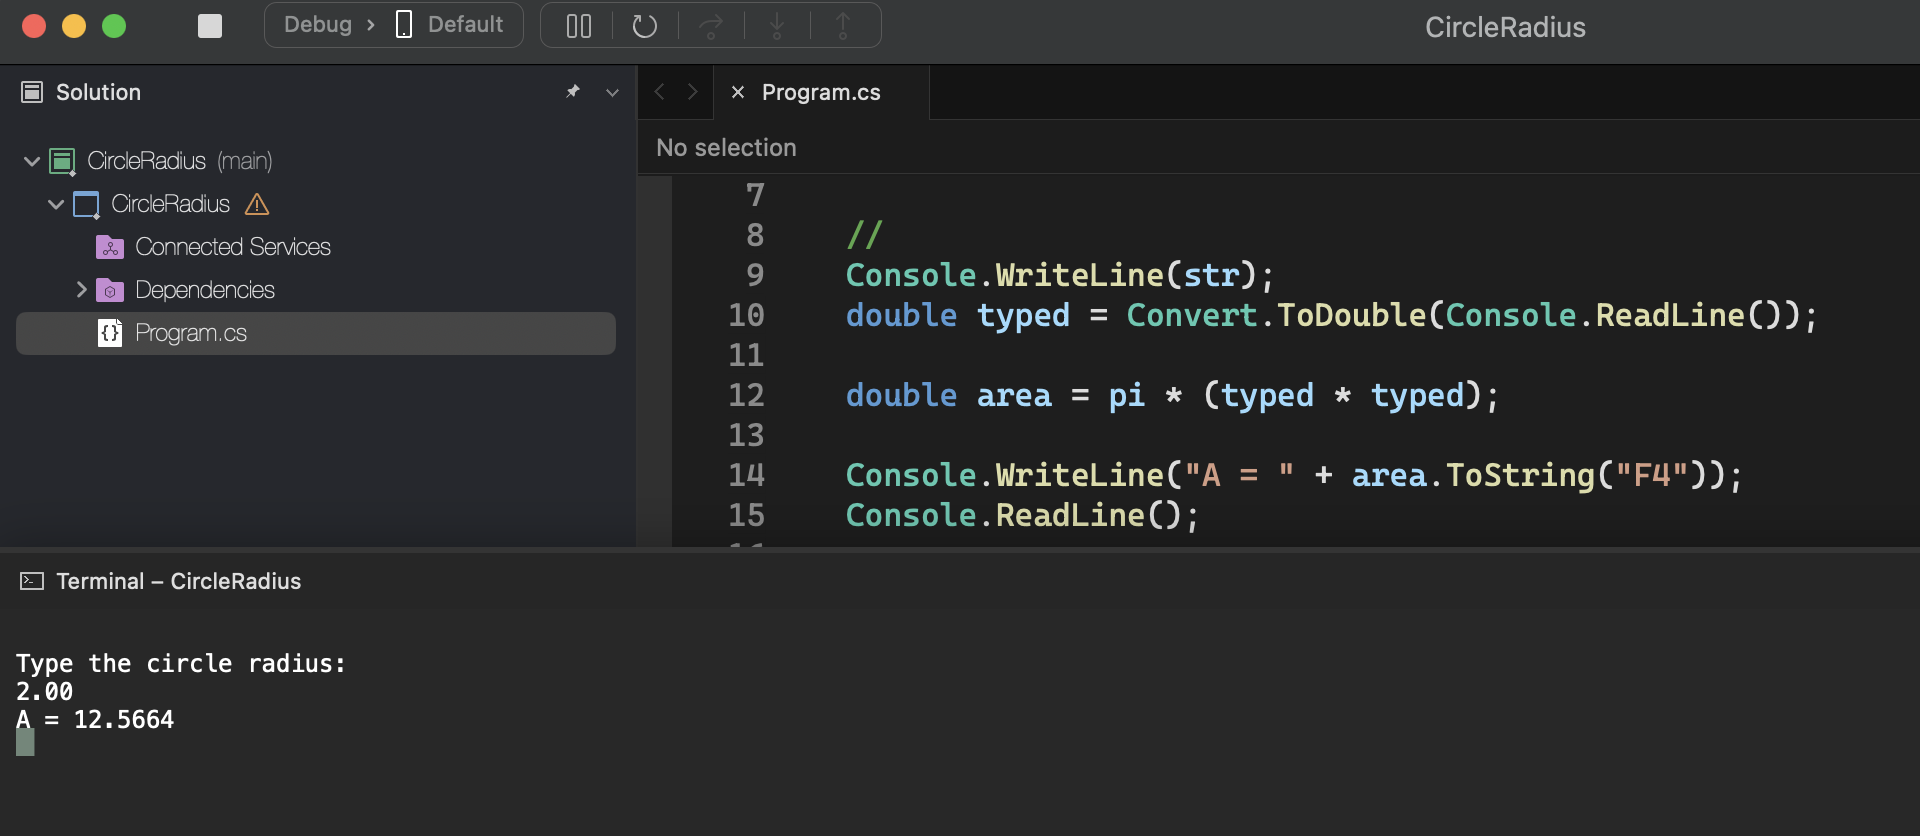 Debug › Default
CircleRadius
Solution
Program.cs
No selection
CircleRadius (main)
CircleRadius
Connected Services
Dependencies
Program.cs
7
8 //
9 Console.WriteLine(str);
10 double typed = Convert.ToDouble(Console.ReadLine());
11
12 double area = pi * (typed * typed);
13
14 Console.WriteLine("A = " + area.ToString("F4"));
15 Console.ReadLine();
Terminal – CircleRadius
Type the circle radius:
2.00
A = 12.5664